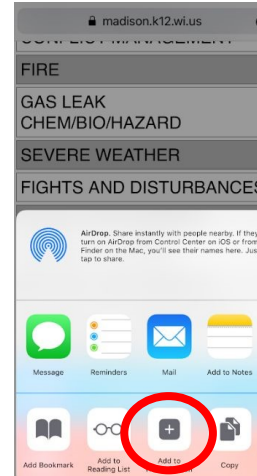 madison.k12.wi.us
CONFLICT MANAGEMENT
FIRE
GAS LEAK
CHEM/BIO/HAZARD
SEVERE WEATHER
FIGHTS AND DISTURBANCES
AirDrop. Share instantly with people nearby. If they
turn on AirDrop from Control Center on iOS or from
Finder on the Mac, you'll see their names here. Jus
tap to share.
Message Reminders Mail Add to Notes
Add Bookmark Add to Reading List Add to Copy